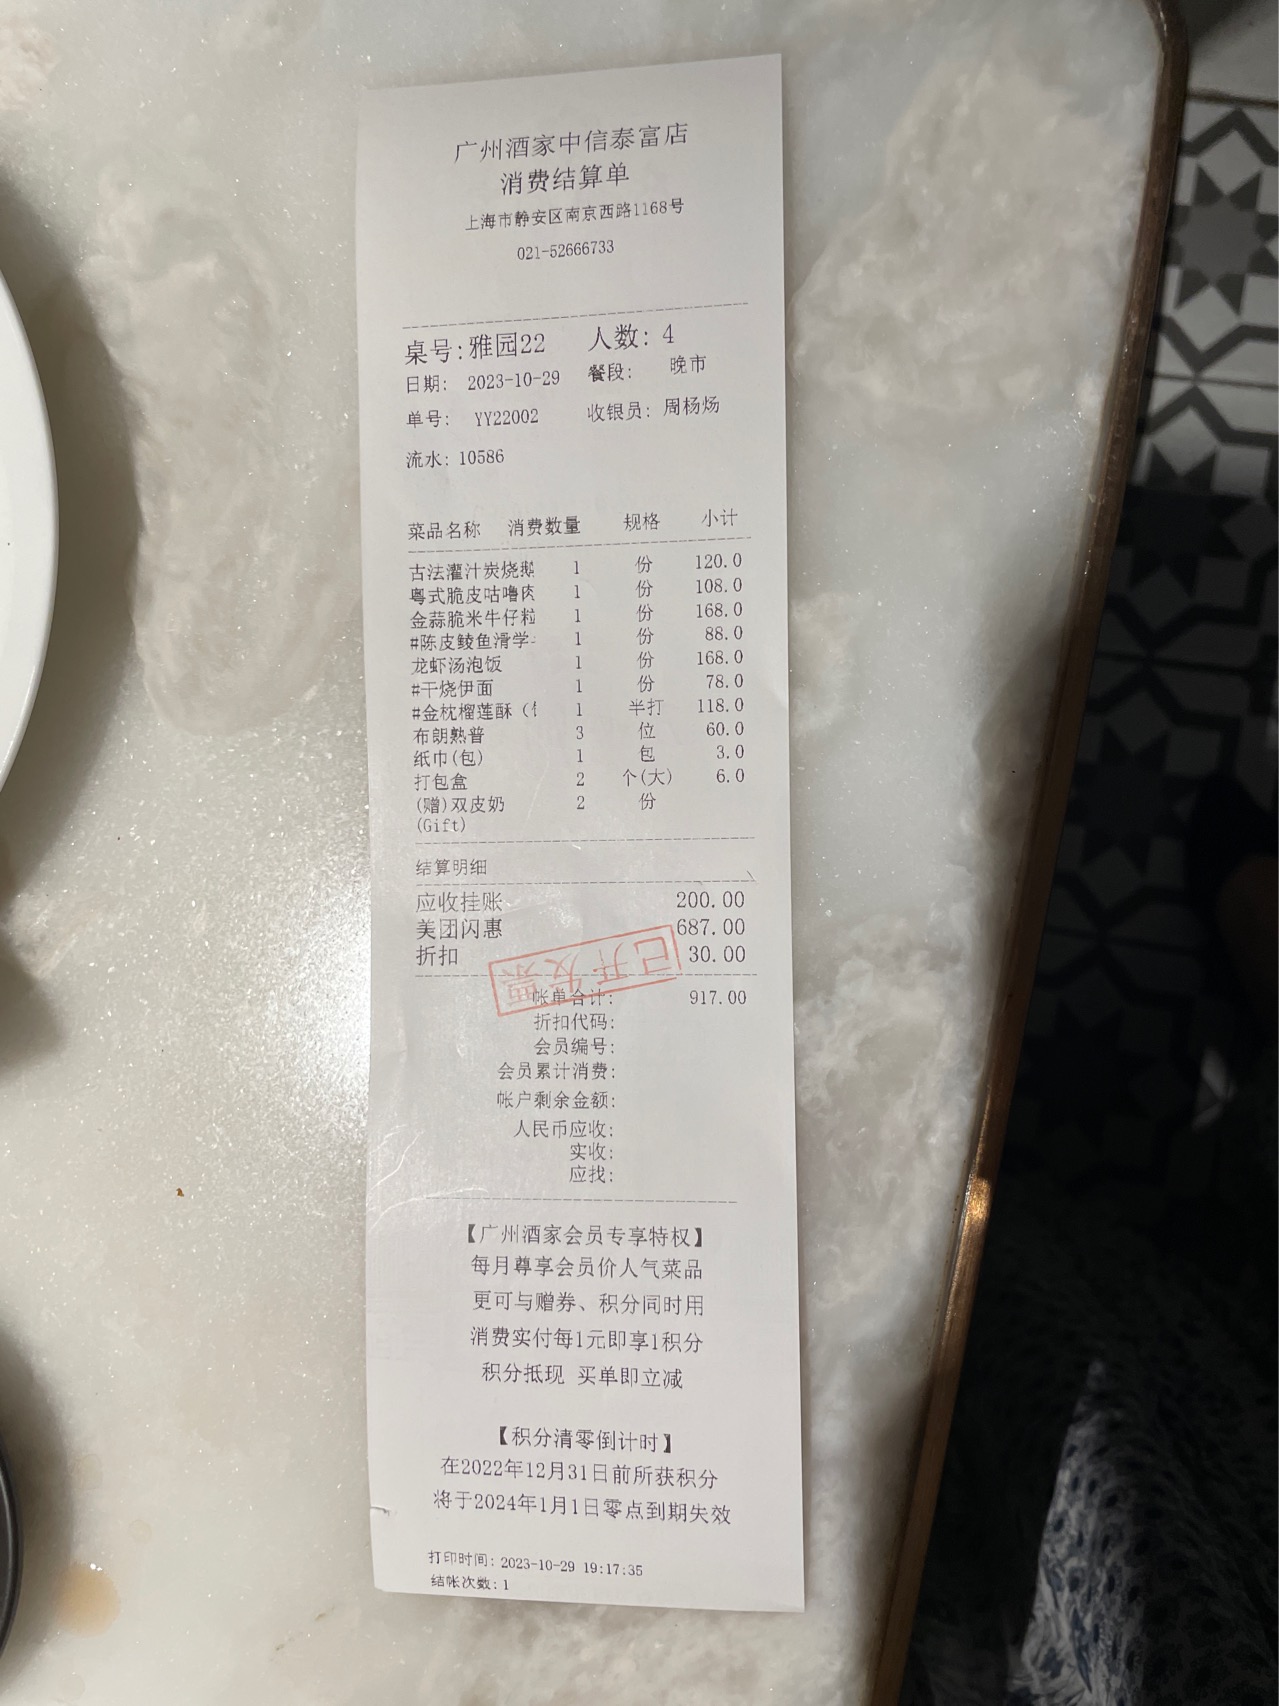 广州酒家中信泰富店
消费结算单
上海市静安区南京西路1168号
021-52666733
桌号:雅园22 人数: 4
日期: 2023-10-29 餐段: 晚市
单号: YY22002 收银员: 周杨炀
流水: 10586
菜品名称 消费数量 规格 小计
古法灌汁炭烧鹅 1 份 120.0
粤式脆皮咕噜肉 1 份 108.0
金蒜脆米牛仔粒 1 份 168.0
#陈皮鲮鱼滑学 1 份 88.0
龙虾汤泡饭 1 份 168.0
#干烧伊面 1 份 78.0
#金枕榴莲酥（ 1 半打 118.0
布朗熟普 3 位 60.0
纸巾(包) 1 包 3.0
打包盒 2 个(大) 6.0
(赠)双皮奶 2 份
(Gift)
结算明细
应收挂账 200.00
美团闪惠 687.00
折扣 30.00
已开发票
帐单合计: 917.00
折扣代码:
会员编号:
会员累计消费:
帐户剩余金额:
人民币应收:
实收:
应找:
【广州酒家会员专享特权】
每月尊享会员价人气菜品
更可与赠券、积分同时用
消费实付每1元即享1积分
积分抵现 买单即立减
【积分清零倒计时】
在2022年12月31日前所获积分
将于2024年1月1日零点到期失效
打印时间: 2023-10-29 19:17:35
结帐次数: 1